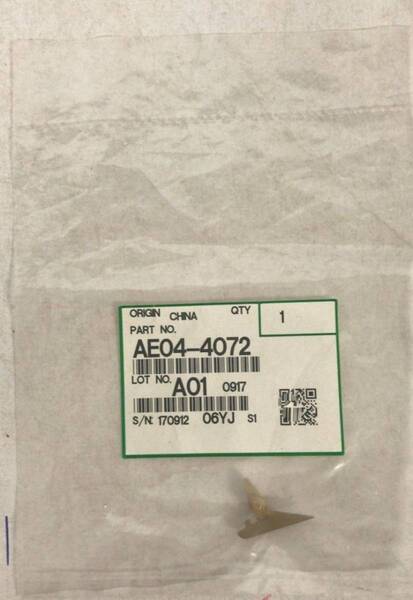 ORIGIN CHINA QTY 1
PART NO.
AE04-4072
LOT NO. A01 0917
S/N: 170912 06YJ S1